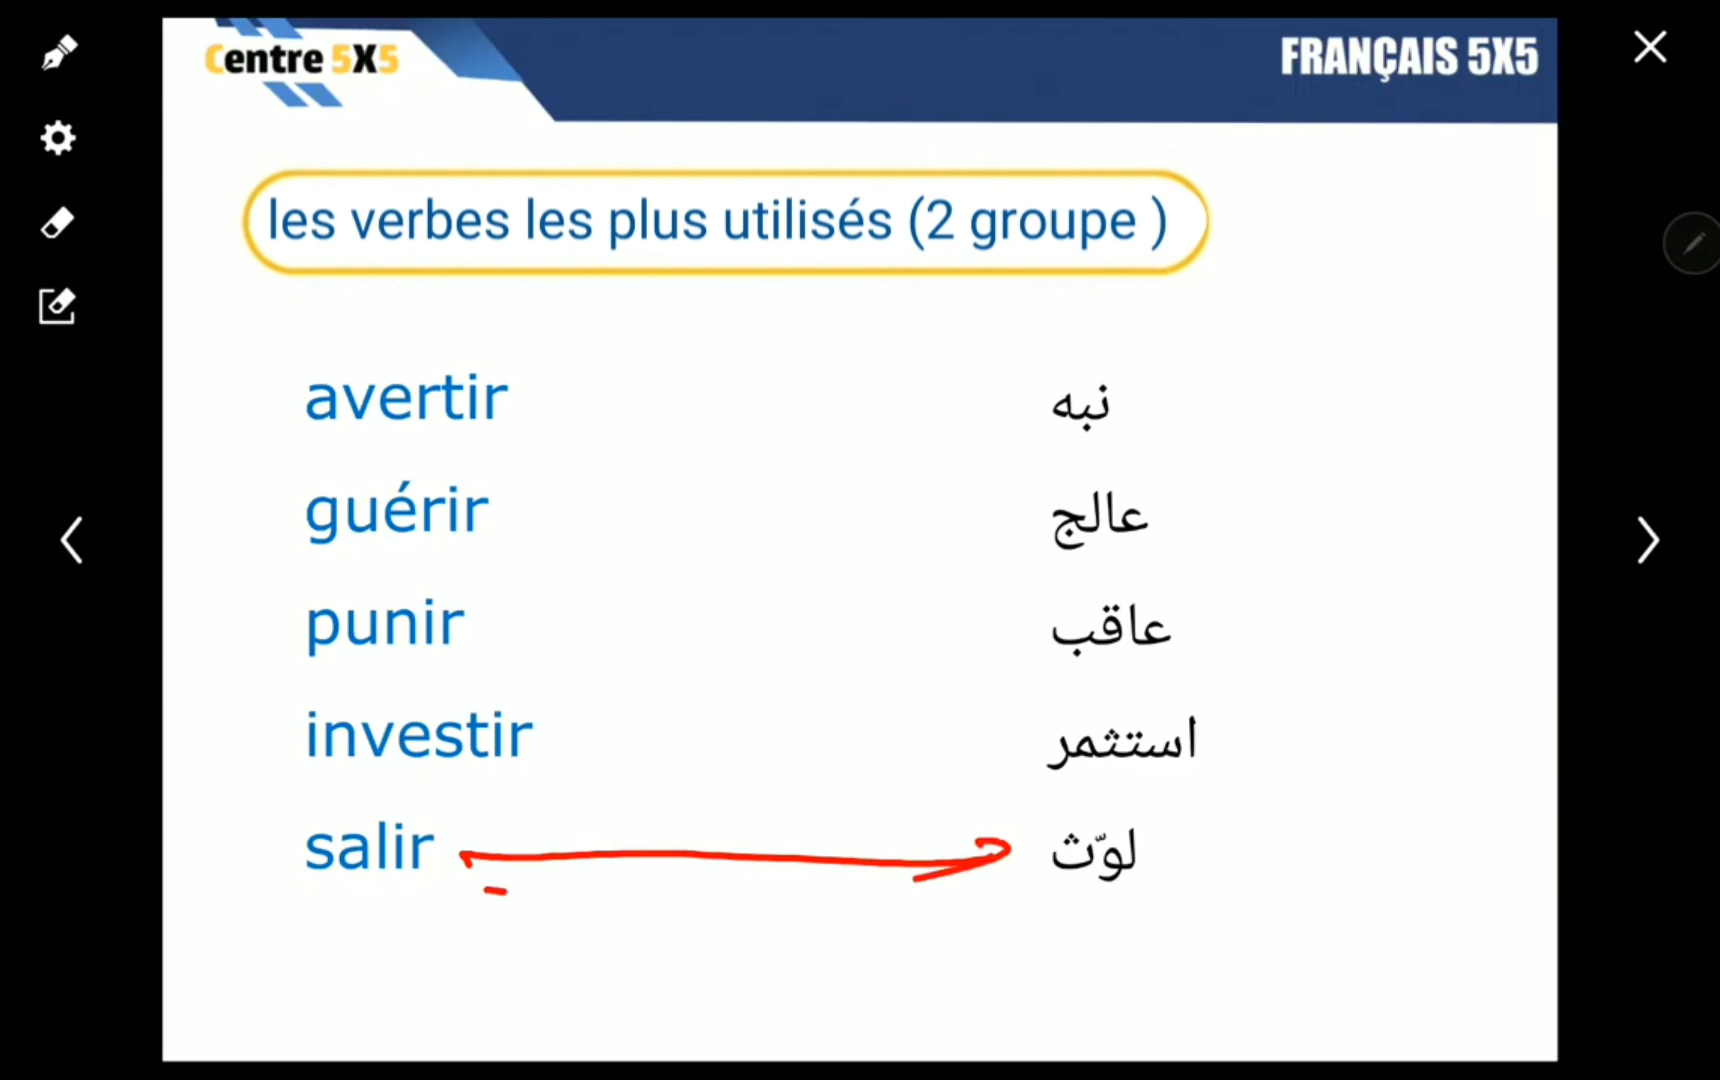 Centre 5X5
FRANÇAIS 5X5
les verbes les plus utilisés (2 groupe )
avertir نبه
guérir عالج
punir عاقب
investir استثمر
salir لوّث